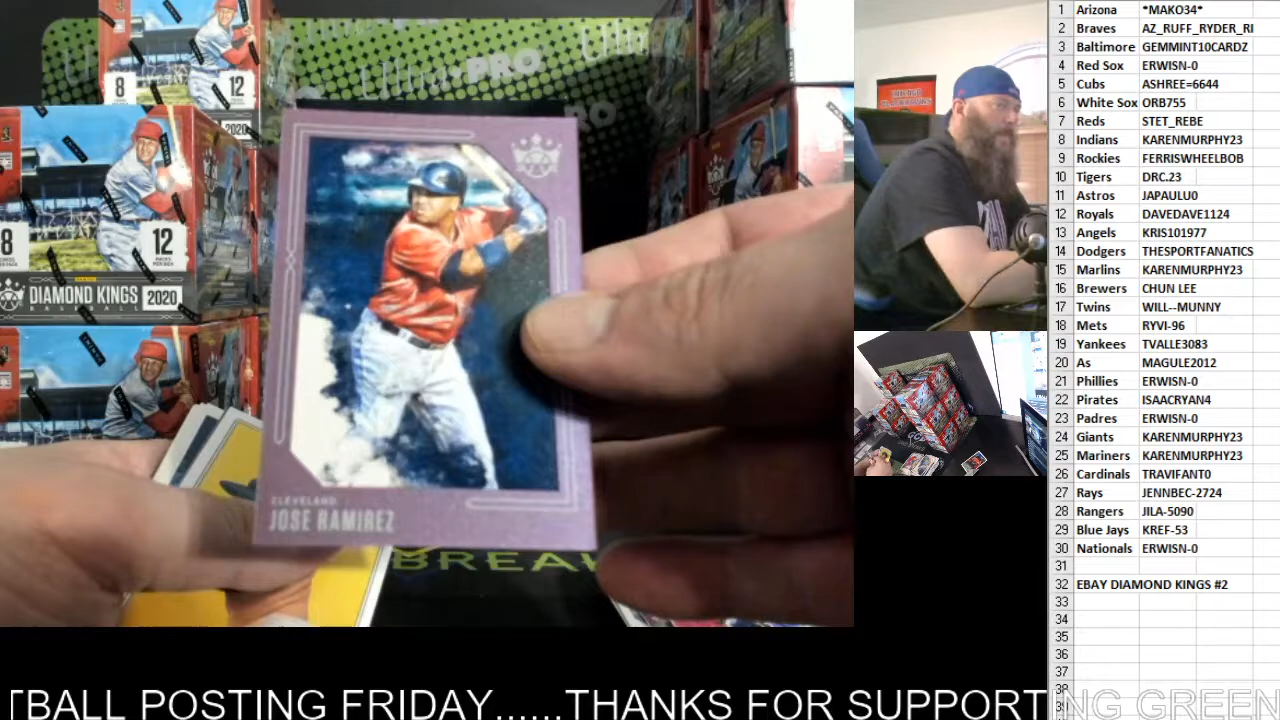 8
12
2020
Ultra PRO
8
12
DIAMOND KINGS
BASEBALL
2020
CLEVELAND
JOSE RAMIREZ
BREAK
1 Arizona *MAKO34*
2 Braves AZ_RUFF_RYDER_RI
3 Baltimore GEMMINT10CARDZ
4 Red Sox ERWISN-0
5 Cubs ASHREE=6644
6 White Sox ORB755
7 Reds STET_REBE
8 Indians KARENMURPHY23
9 Rockies FERRISWHEELBOB
10 Tigers DRC.23
11 Astros JAPAULU0
12 Royals DAVEDAVE1124
13 Angels KRIS101977
14 Dodgers THESPORTFANATICS
15 Marlins KARENMURPHY23
16 Brewers CHUN LEE
17 Twins WILL--MUNNY
18 Mets RYVI-96
19 Yankees TVALLE3083
20 As MAGULE2012
21 Phillies ERWISN-0
22 Pirates ISAACRYAN4
23 Padres ERWISN-0
24 Giants KARENMURPHY23
25 Mariners KARENMURPHY23
26 Cardinals TRAVIFANT0
27 Rays JENNBEC-2724
28 Rangers JILA-5090
29 Blue Jays KREF-53
30 Nationals ERWISN-0
31
32 EBAY DIAMOND KINGS #2
33
34
35
36
37
38
39
TBALL POSTING FRIDAY......THANKS FOR SUPPORTING GREEN